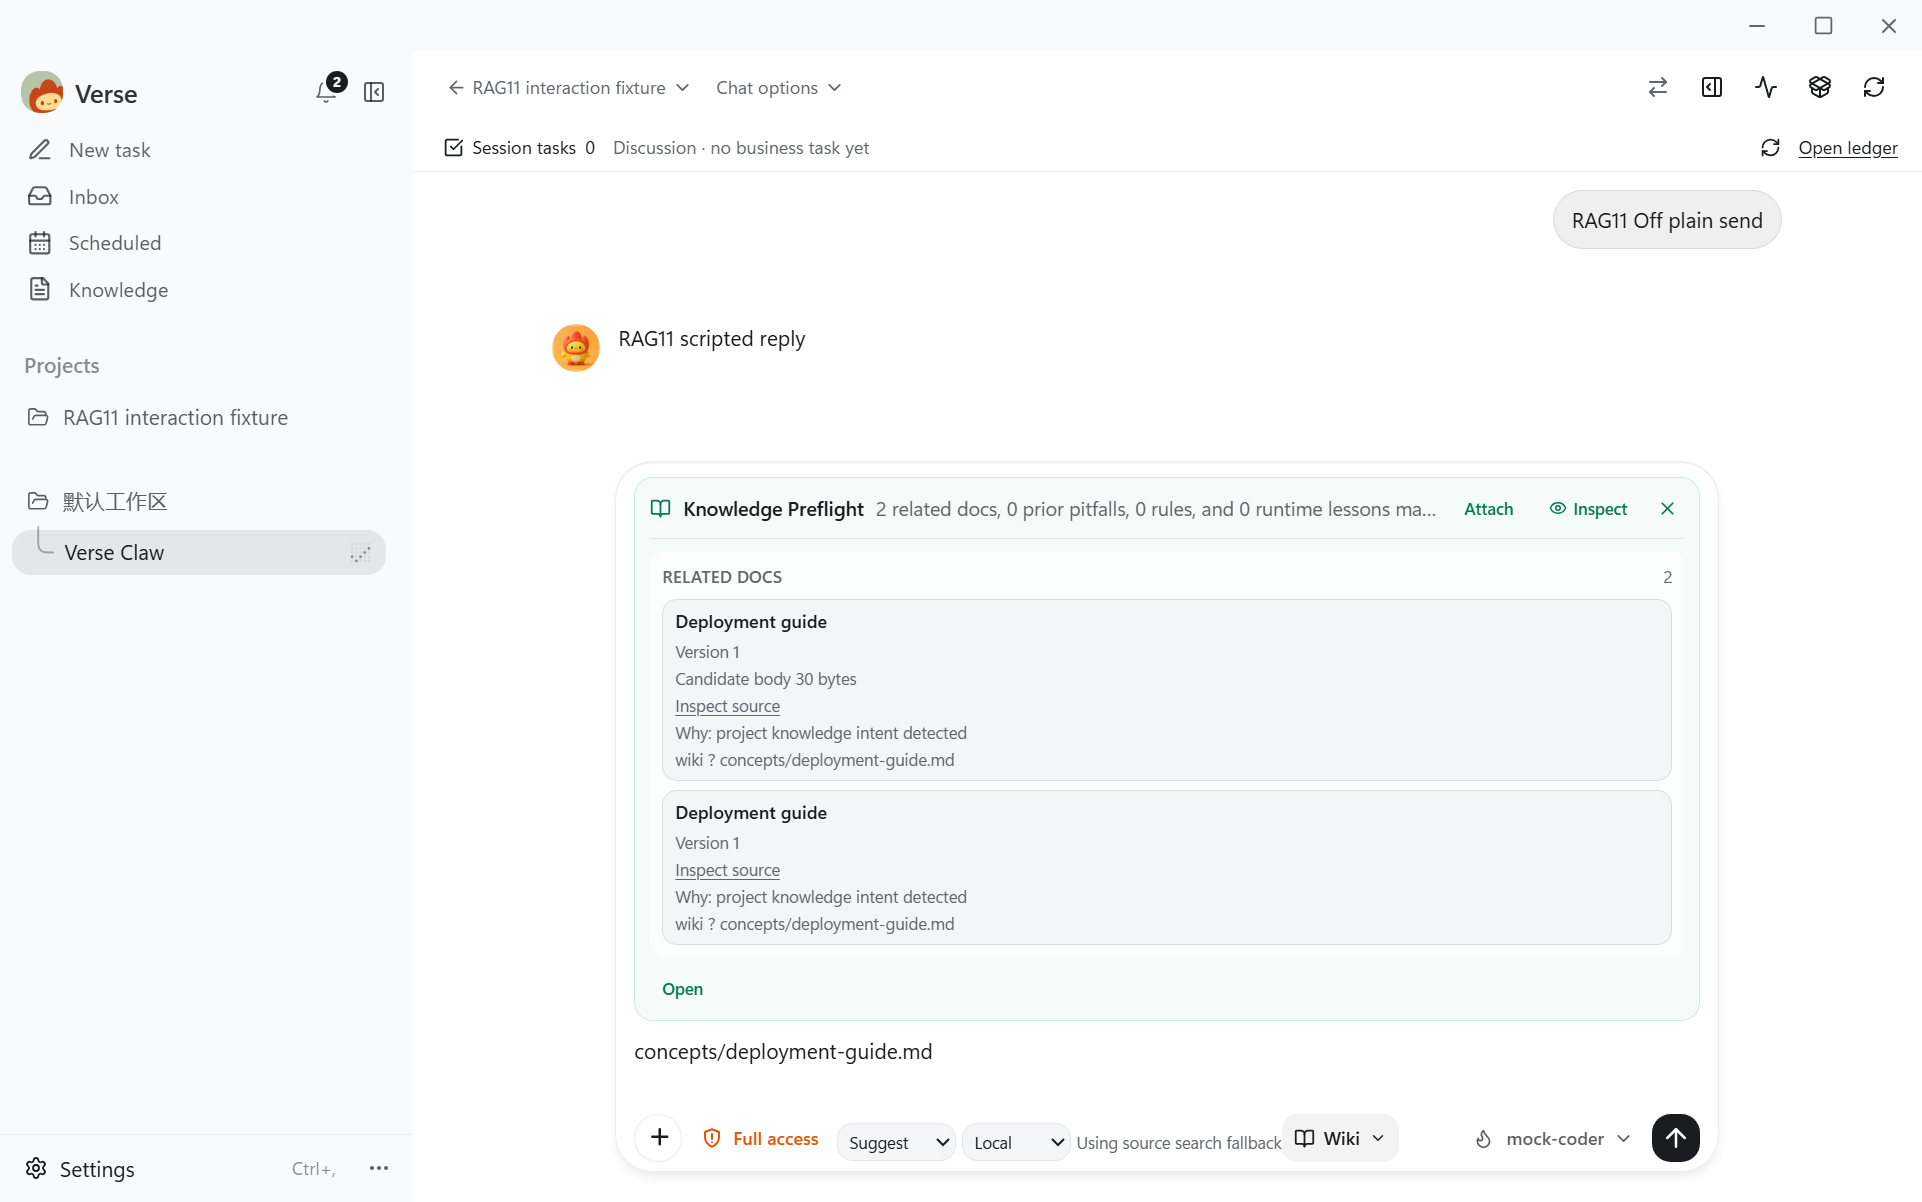 Verse
2
New task
Inbox
Scheduled
Knowledge
Projects
RAG11 interaction fixture
默认工作区
Verse Claw
Settings
Ctrl+,
RAG11 interaction fixture
Chat options
Session tasks 0
Discussion · no business task yet
Open ledger
RAG11 Off plain send
RAG11 scripted reply
Knowledge Preflight
2 related docs, 0 prior pitfalls, 0 rules, and 0 runtime lessons ma...
Attach
Inspect
RELATED DOCS
2
Deployment guide
Version 1
Candidate body 30 bytes
Inspect source
Why: project knowledge intent detected
wiki ? concepts/deployment-guide.md
Deployment guide
Version 1
Inspect source
Why: project knowledge intent detected
wiki ? concepts/deployment-guide.md
Open
concepts/deployment-guide.md
Full access
Suggest
Local
Using source search fallback
Wiki
mock-coder